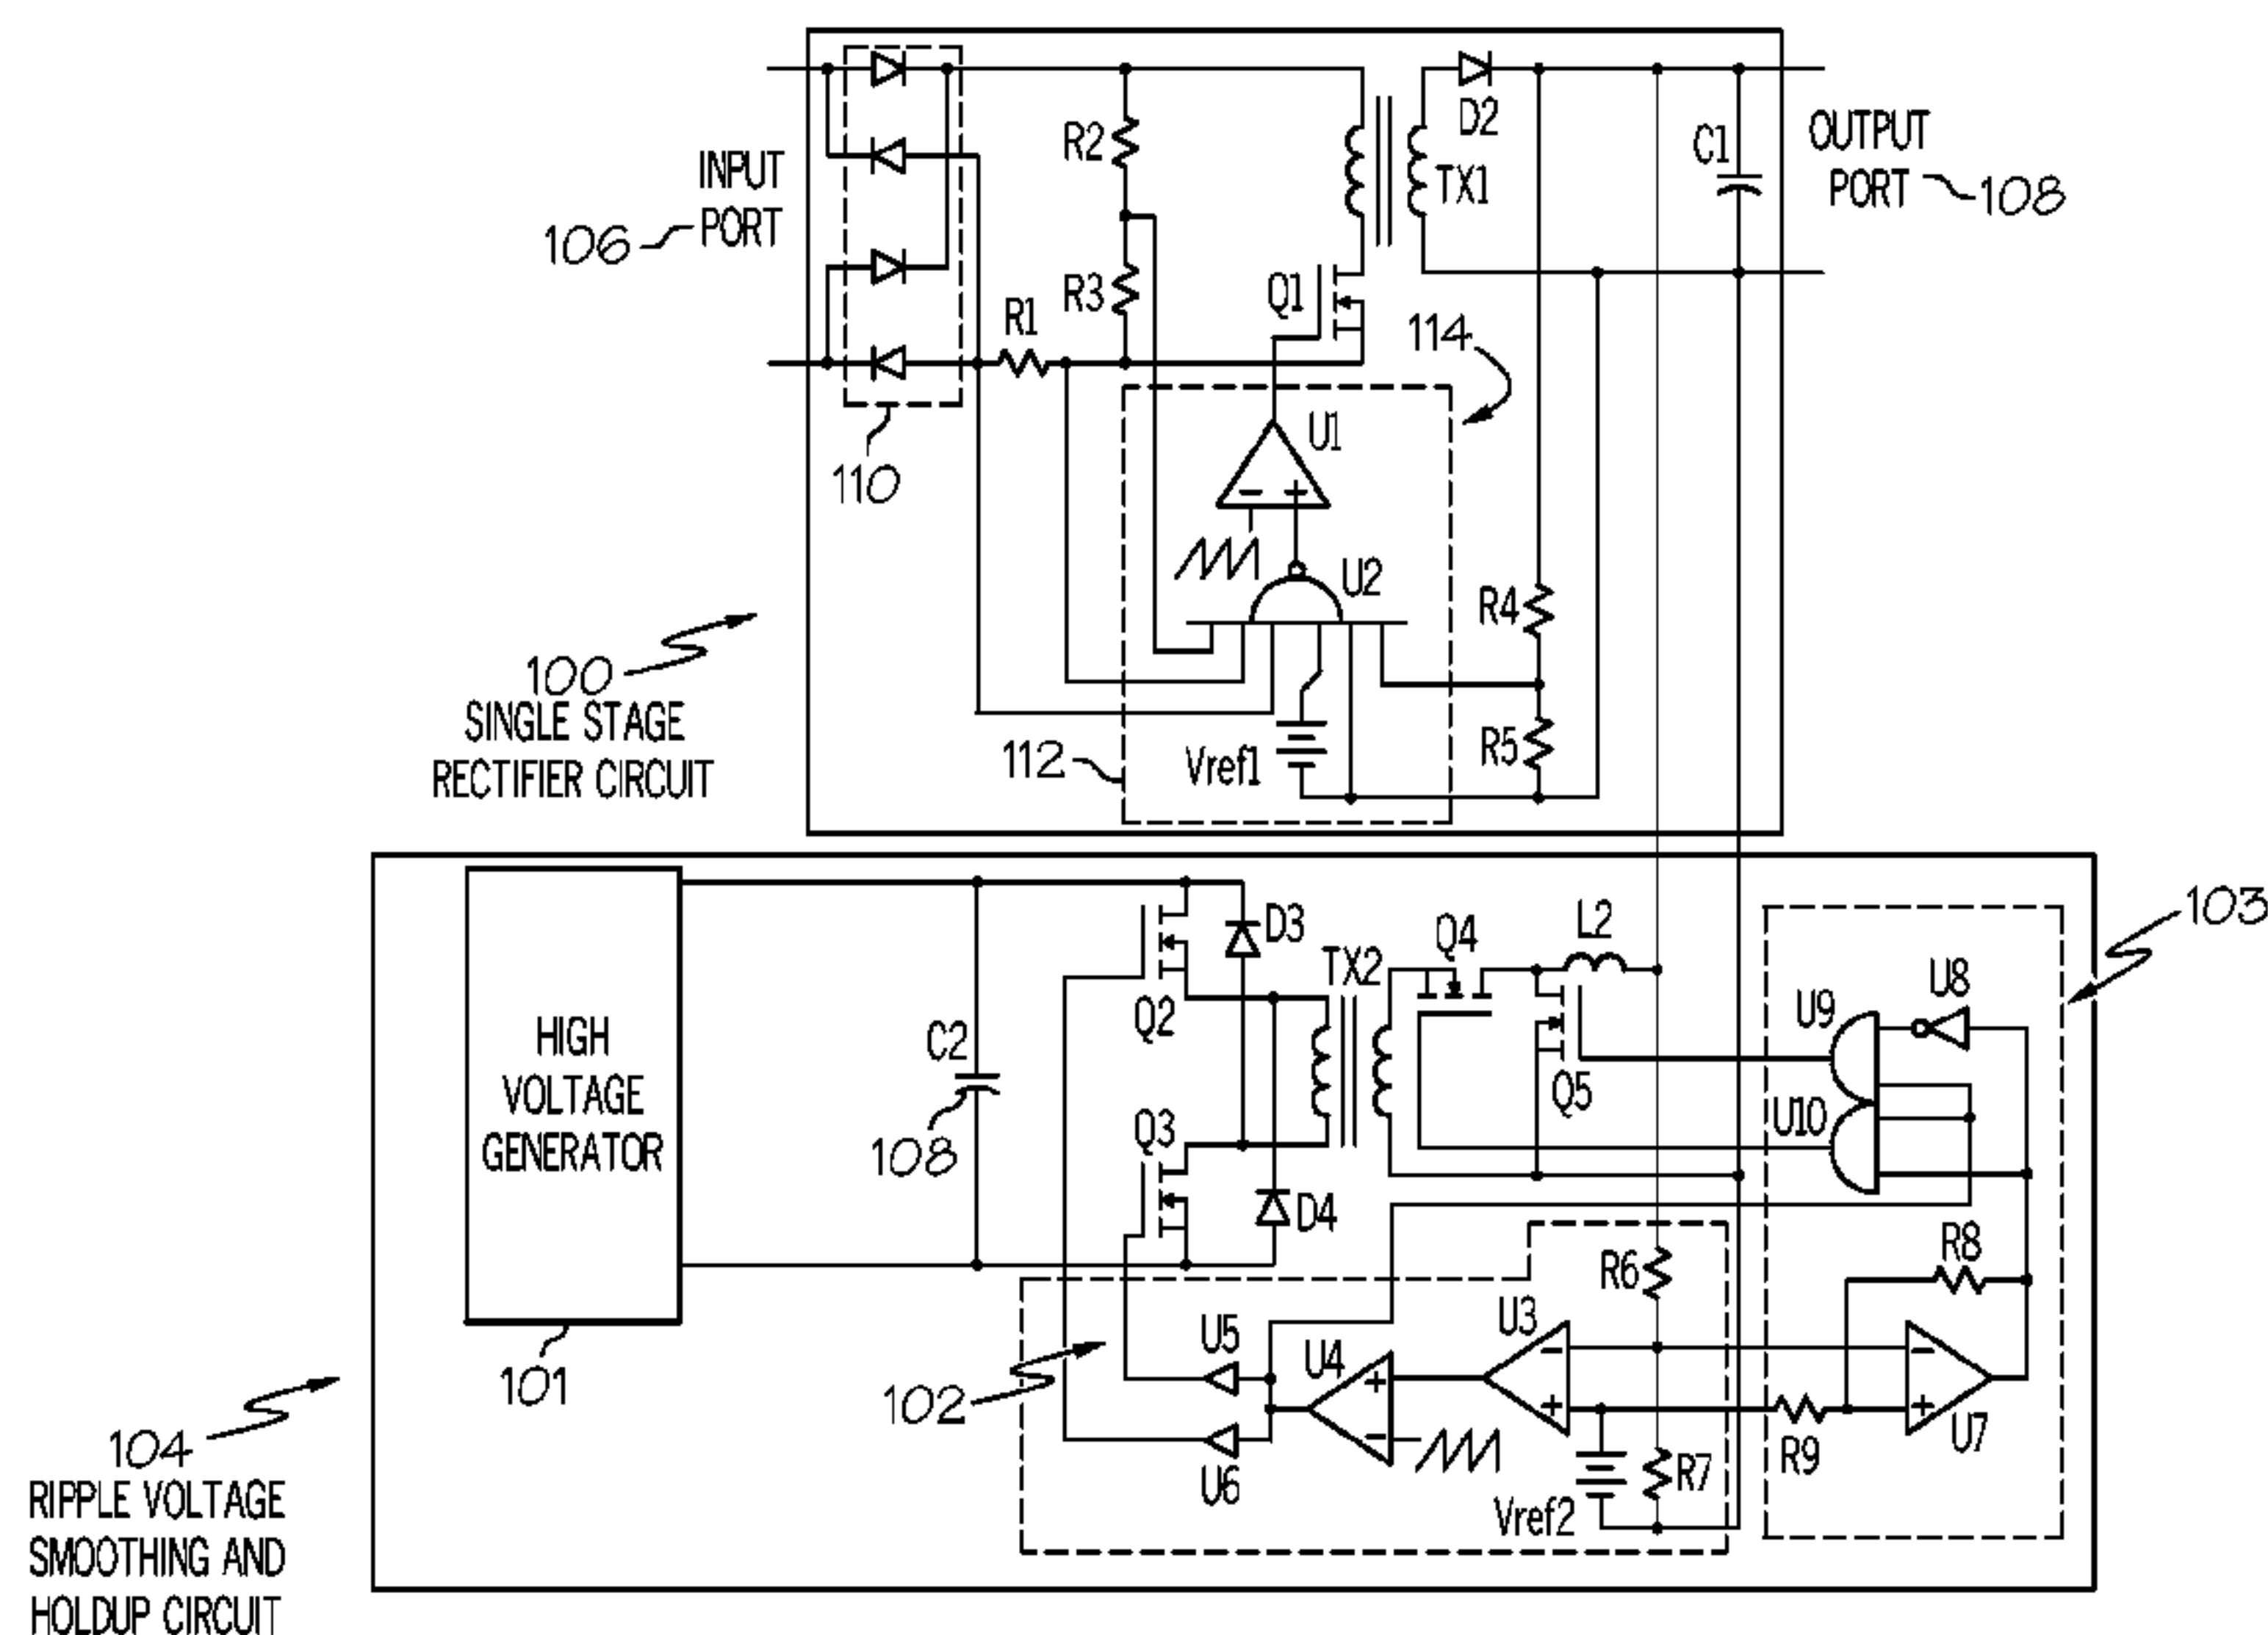 INPUT
PORT
106
110
R2
R3
R1
Q1
TX1
D2
C1
OUTPUT
PORT
108
114
U1
U2
R4
R5
Vref1
112
100
SINGLE STAGE
RECTIFIER CIRCUIT
HIGH
VOLTAGE
GENERATOR
101
C2
108
Q2
D3
TX2
Q4
L2
Q5
Q3
D4
103
U9
U8
U10
R8
R6
U3
U5
U4
102
U6
Vref2
R7
R9
U7
104
RIPPLE VOLTAGE
SMOOTHING AND
HOLDUP CIRCUIT